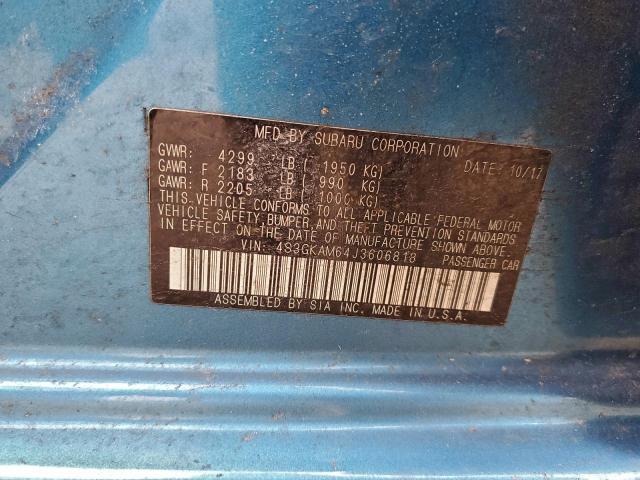 MFD BY SUBARU CORPORATION
GVWR: 4299 LB ( 1950 KG) DATE: 10/17
GAWR: F 2183 LB ( 990 KG)
GAWR: R 2205 LB ( 1000 KG)
THIS VEHICLE CONFORMS TO ALL APPLICABLE FEDERAL MOTOR
VEHICLE SAFETY, BUMPER, AND THEFT PREVENTION STANDARDS
IN EFFECT ON THE DATE OF MANUFACTURE SHOWN ABOVE.
VIN: 4S3GKAM64J3606818 PASSENGER CAR
ASSEMBLED BY SIA INC. MADE IN U.S.A.